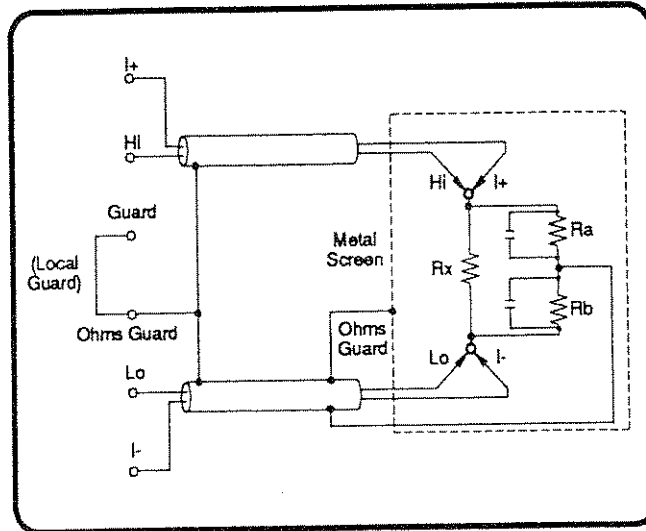 I+
Hi
Guard
(Local
Guard)
Ohms Guard
Lo
I-
Metal
Screen
Ohms
Guard
Hi
I+
Rx
Ra
Rb
Lo
I-